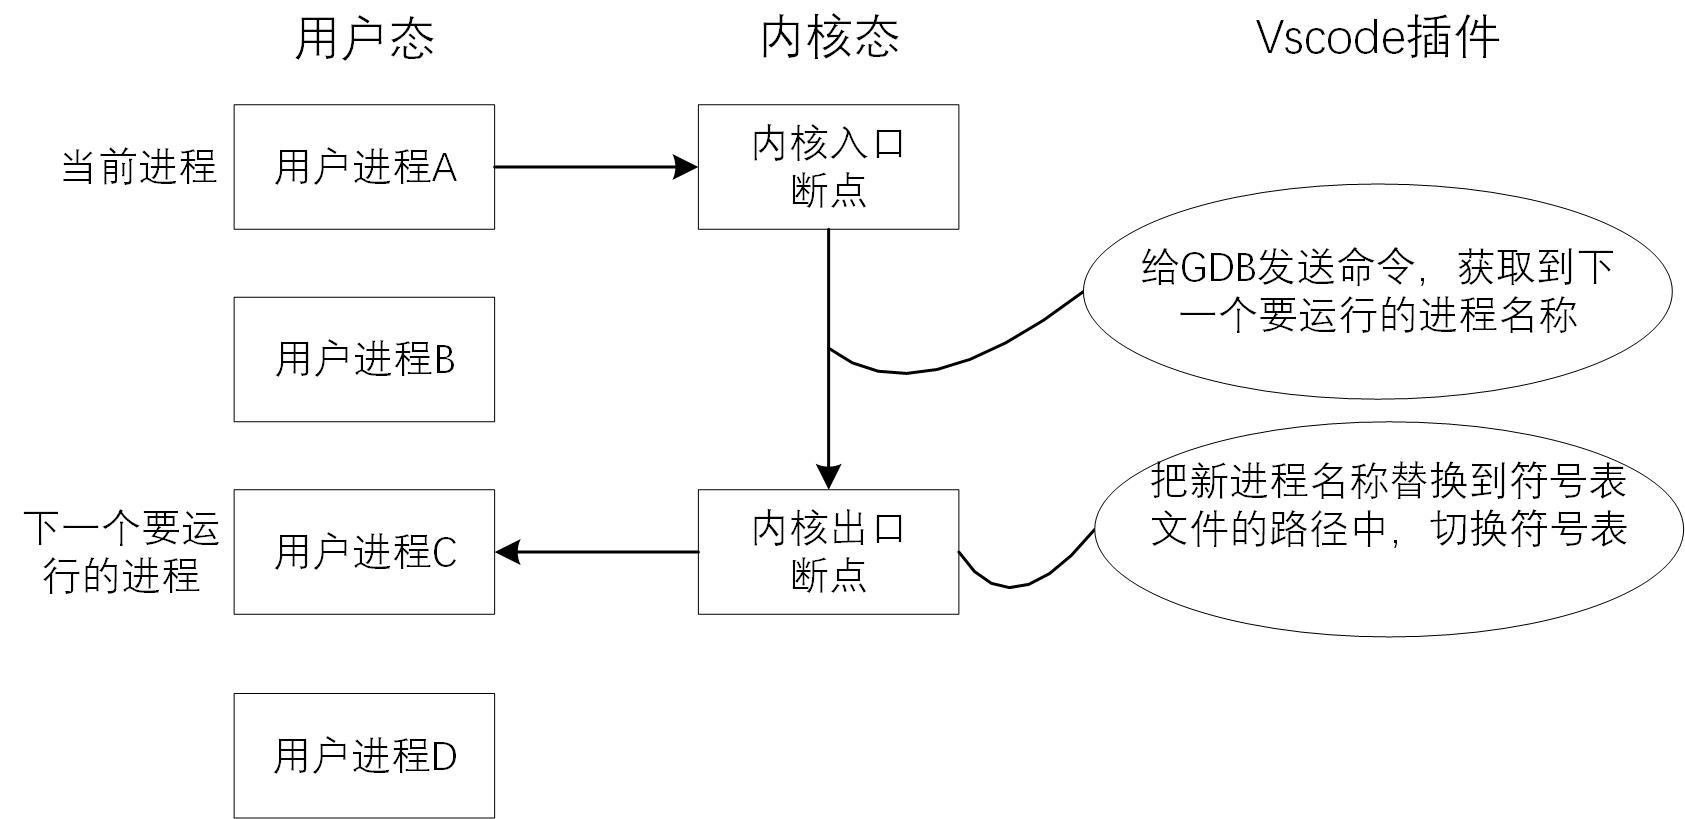 用户态
内核态
Vscode插件
当前进程
用户进程A
内核入口
断点
给GDB发送命令，获取到下
一个要运行的进程名称
用户进程B
下一个要运
行的进程
用户进程C
内核出口
断点
把新进程名称替换到符号表
文件的路径中，切换符号表
用户进程D